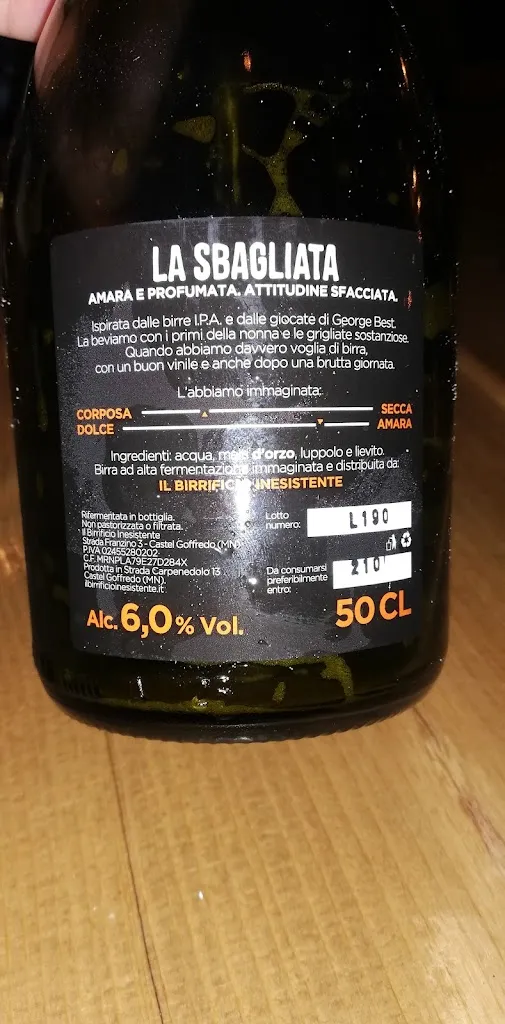 LA SBAGLIATA
AMARA E PROFUMATA. ATTITUDINE SFACCIATA.
Ispirata dalle birre I.P.A. e dalle giocate di George Best.
La beviamo con i primi della nonna e le grigliate sostanziose.
Quando abbiamo davvero voglia di birra,
con un buon vinile e anche dopo una brutta giornata.
L'abbiamo immaginata:
CORPOSA SECCA
DOLCE AMARA
Ingredienti: acqua, d'orzo, luppolo e lievito.
Birra ad alta fermentazione immaginata e distribuita da:
IL BIRRIFICIO INESISTENTE
Rifermentata in bottiglia.
Non pastorizzata o filtrata.
Il Birrificio Inesistente
Strada Franzino 3 - Castel Goffredo (MN)
P.IVA 02455280202
C.F. MRNPLA79E27D284X
Prodotta in Strada Carpenedolo 13
Castel Goffredo (MN).
ilbirrificioinesistente.it
Lotto
numero:
L190
Da consumarsi
preferibilmente
entro:
210
Alc. 6,0 % Vol.
50 CL